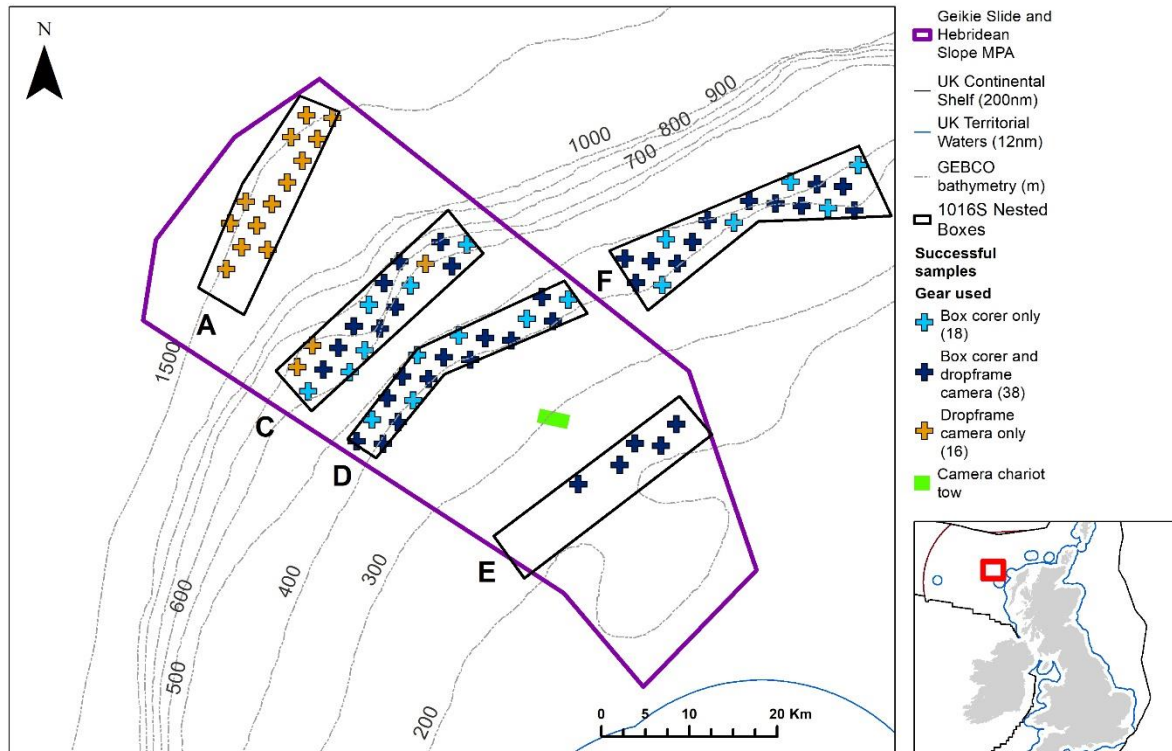 N
1000
900
800
700
F
A
1500
C
D
600
400
300
E
500
200
0 5 10 20 Km
Geikie Slide and
Hebridean
Slope MPA
UK Continental
Shelf (200nm)
UK Territorial
Waters (12nm)
GEBCO
bathymetry (m)
1016S Nested
Boxes
Successful
samples
Gear used
Box corer only
(18)
Box corer and
dropframe
camera (38)
Dropframe
camera only
(16)
Camera chariot
tow